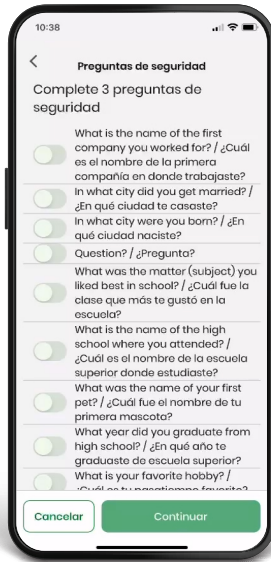 10:38
Preguntas de seguridad
Complete 3 preguntas de
seguridad
What is the name of the first
company you worked for? / ¿Cuál
es el nombre de la primera
compañía en donde trabajaste?
In what city did you get married? /
¿En qué ciudad te casaste?
In what city were you born? / ¿En
qué ciudad naciste?
Question? / ¿Pregunta?
What was the matter (subject) you
liked best in school? / ¿Cuál fue la
clase que más te gustó en la
escuela?
What is the name of the high
school where you attended? /
¿Cuál es el nombre de la escuela
superior donde estudiaste?
What was the name of your first
pet? / ¿Cuál fue el nombre de tu
primera mascota?
What year did you graduate from
high school? / ¿En qué año te
graduaste de escuela superior?
What is your favorite hobby? /
¿Cuál es tu pasatiempo favorito?
Cancelar
Continuar